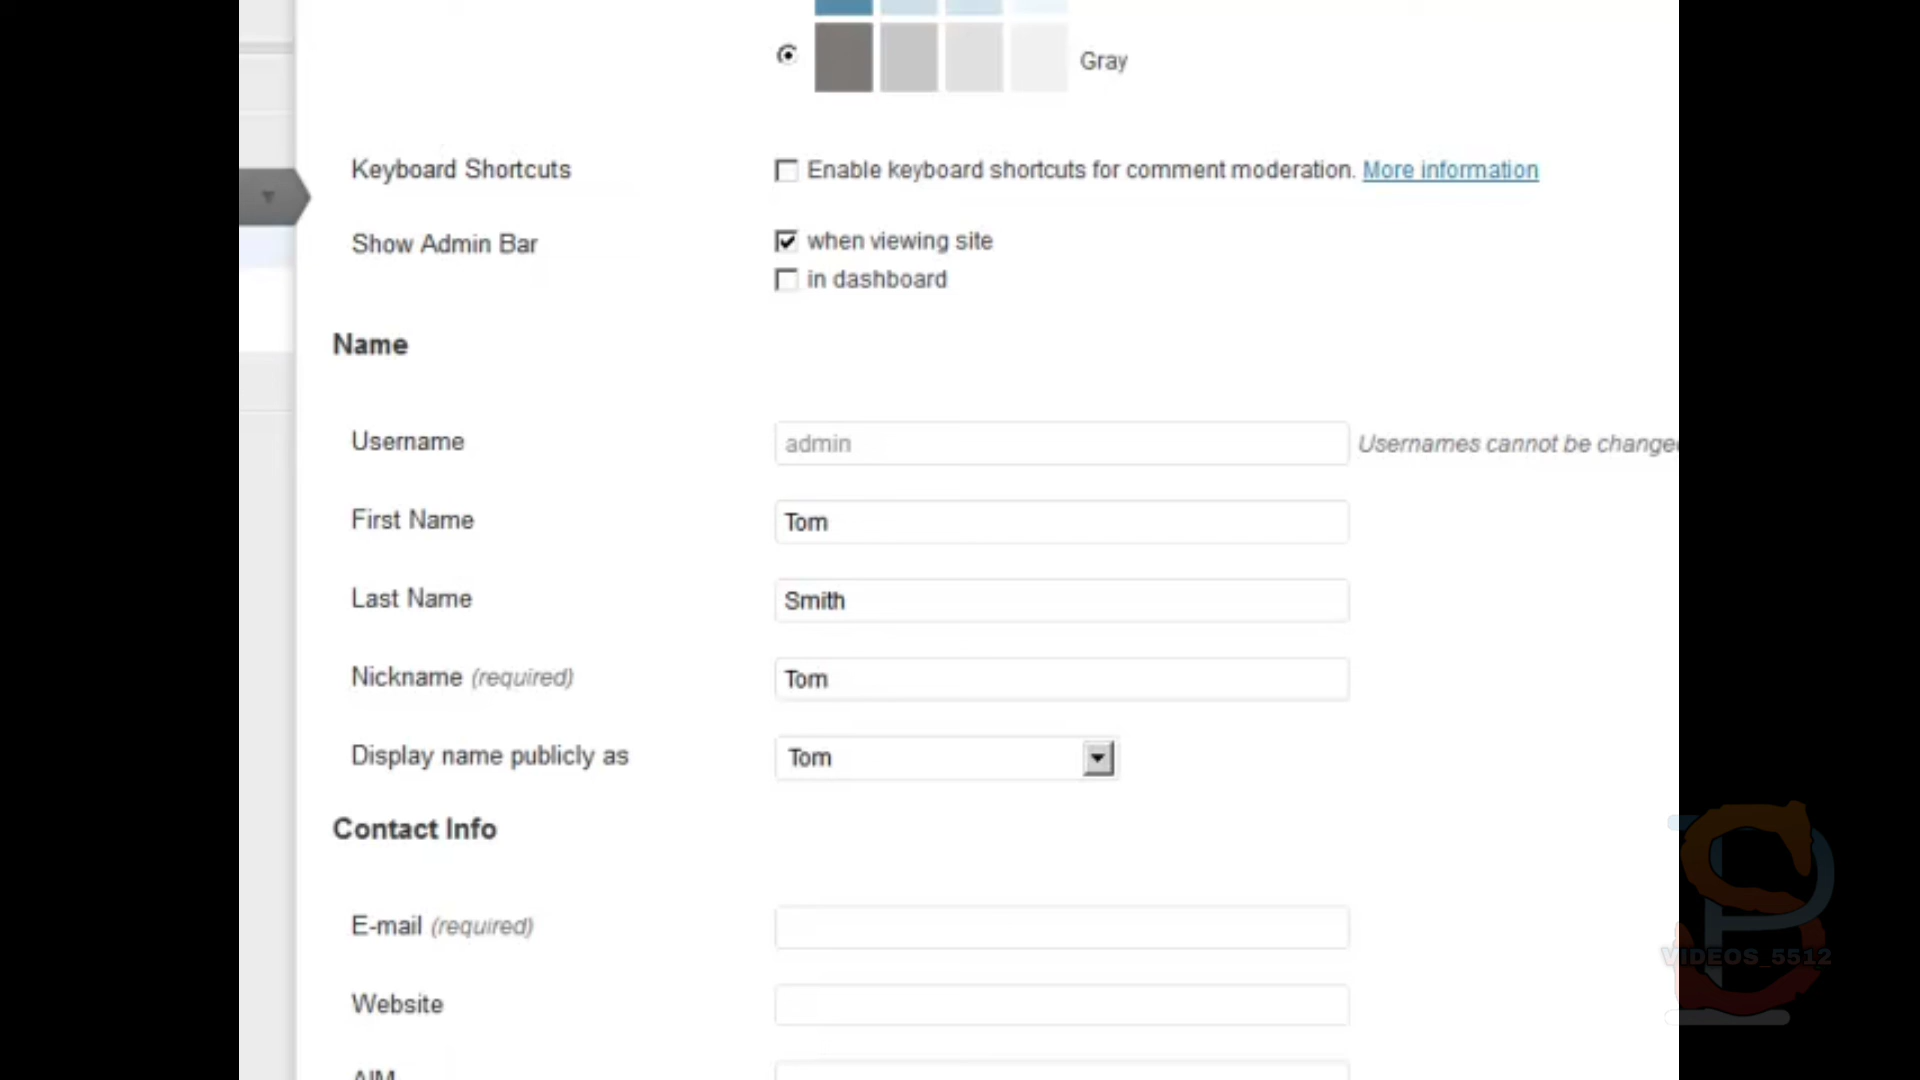 Gray
Keyboard Shortcuts
Enable keyboard shortcuts for comment moderation. More information
Show Admin Bar
when viewing site
in dashboard
Name
Username
admin
Usernames cannot be
First Name
Tom
Last Name
Smith
Nickname (required)
Tom
Display name publicly as
Tom
Contact Info
E-mail (required)
Website
AIM
VIDEOS_5512